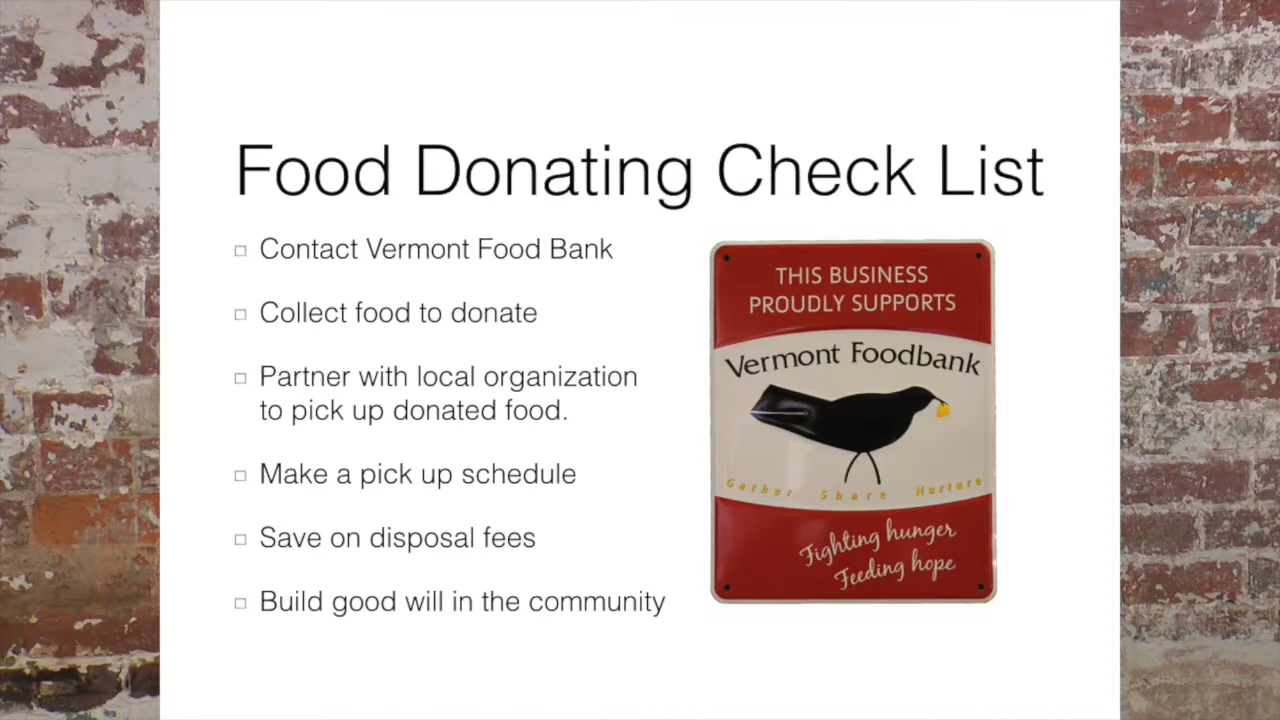 Food Donating Check List
Contact Vermont Food Bank
Collect food to donate
Partner with local organization
to pick up donated food.
Make a pick up schedule
Save on disposal fees
Build good will in the community
THIS BUSINESS
PROUDLY SUPPORTS
Vermont Foodbank
Gather Share Nurture
Fighting hunger
Feeding hope